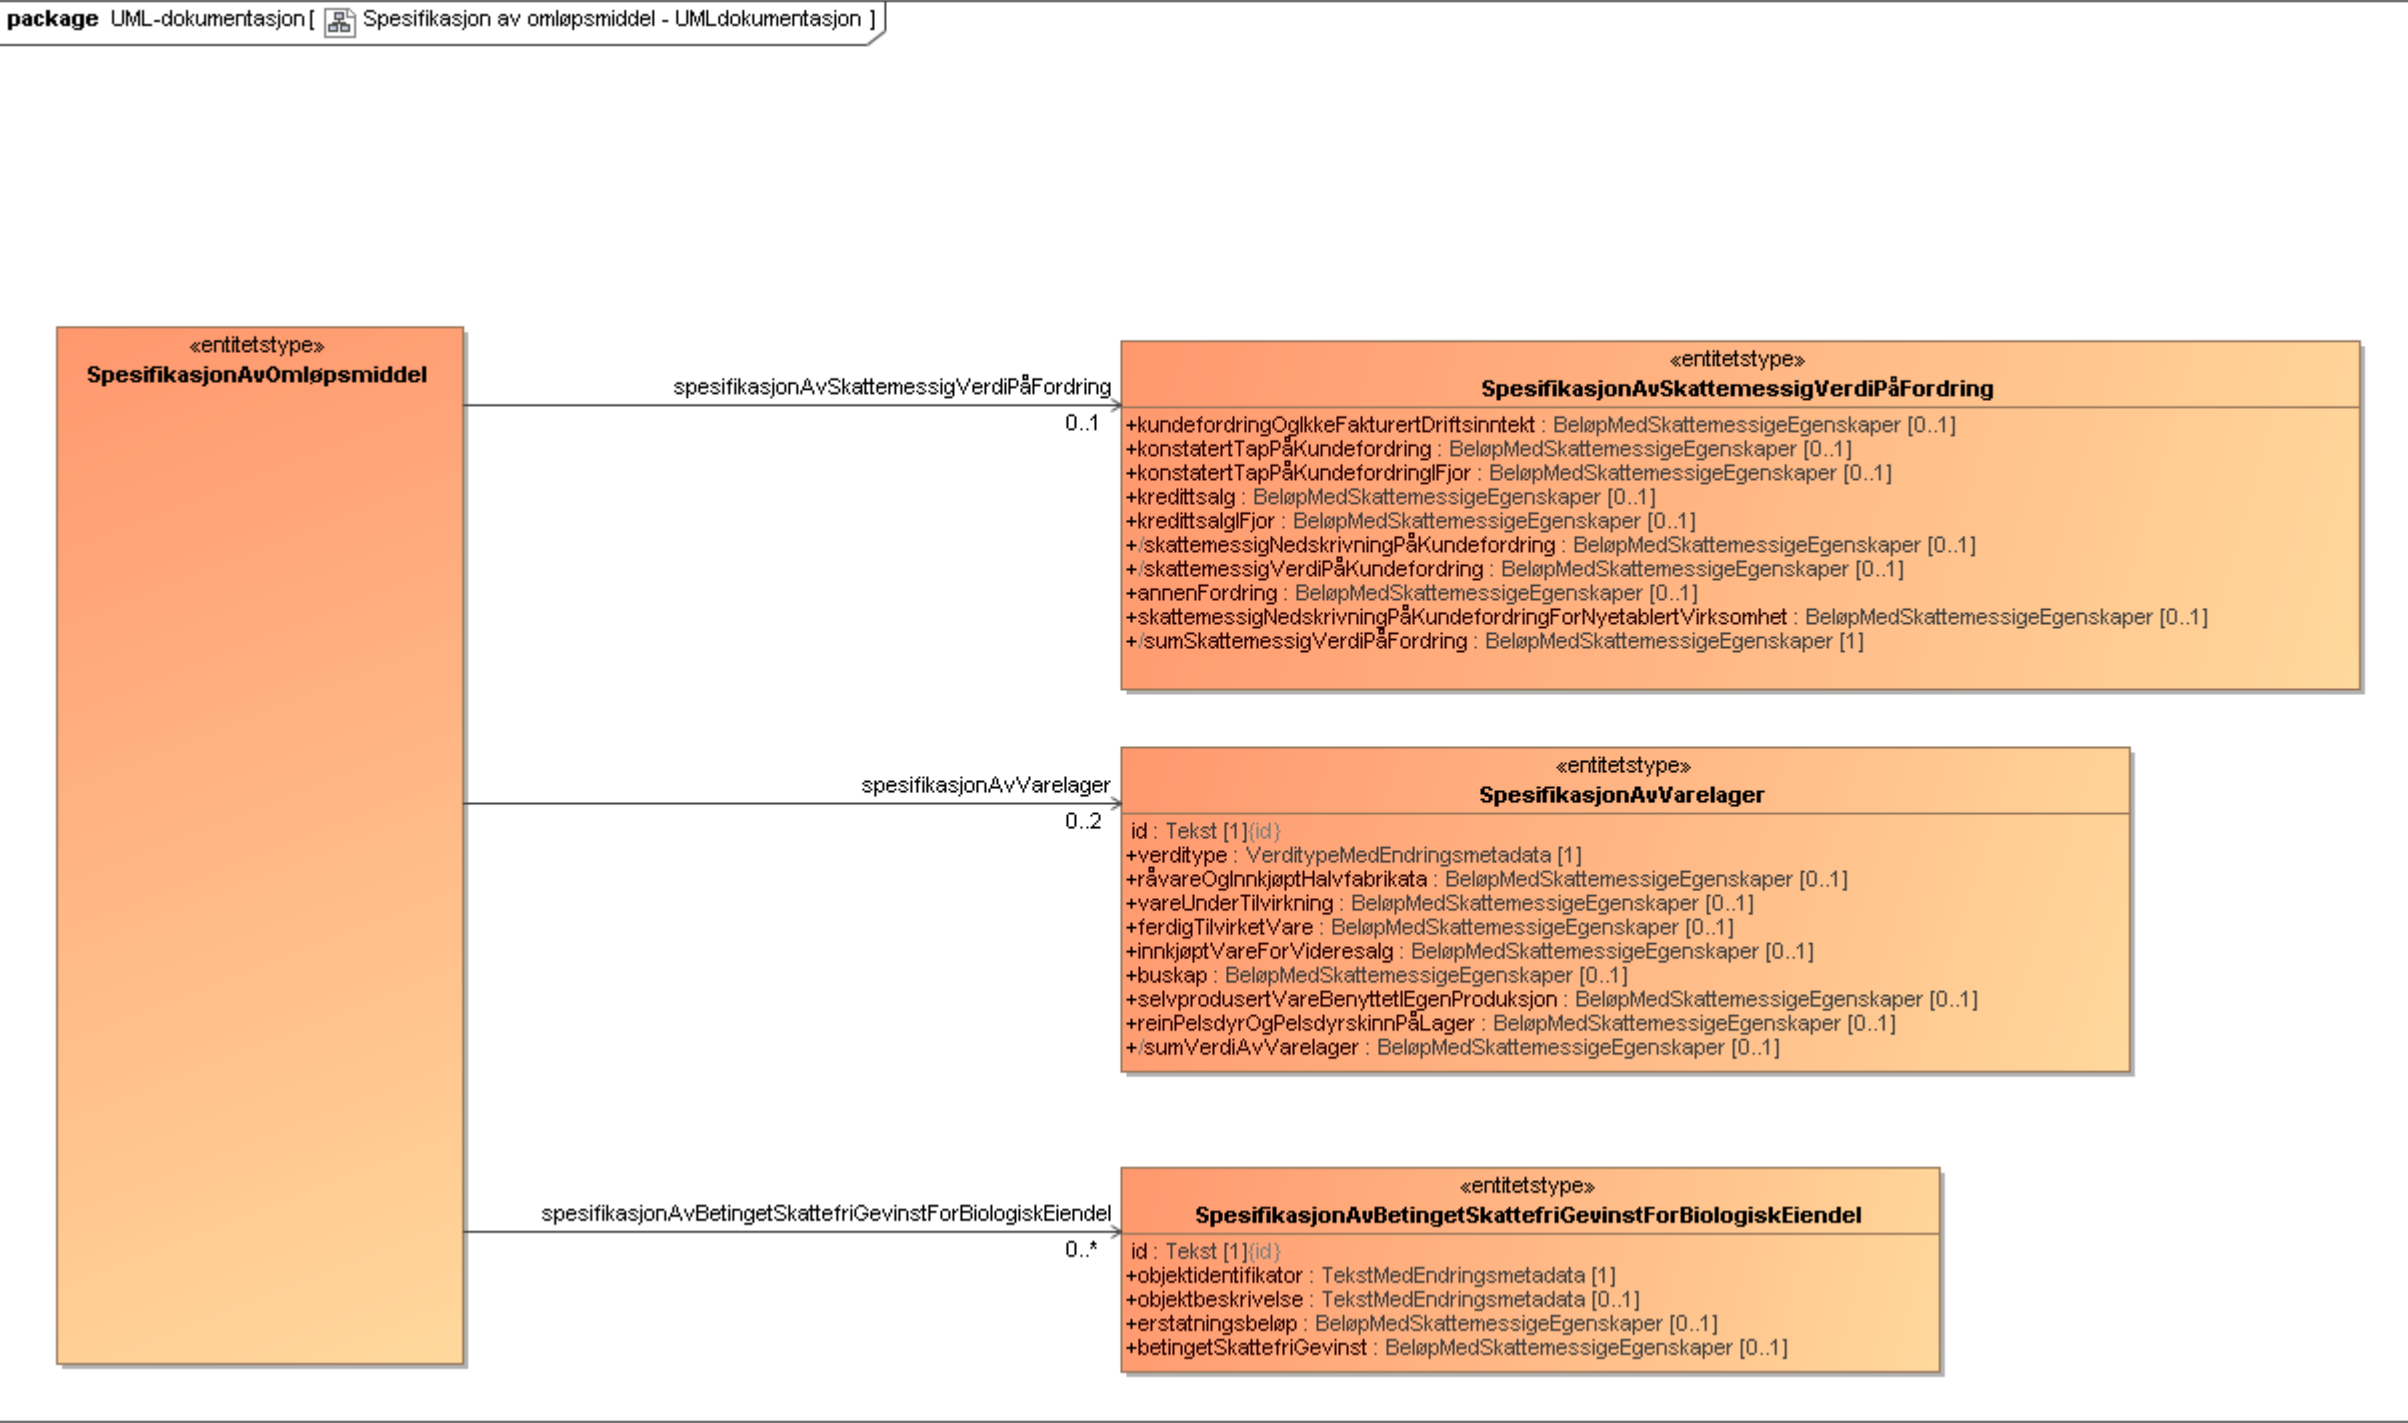 package UML-dokumentasjon[ Spesifikasjon av omløpsmiddel - UMLdokumentasjon ]
«entitetstype»
SpesifikasjonAvOmløpsmiddel
spesifikasjonAvSkattemessigVerdiPåFordring
0..1
«entitetstype»
SpesifikasjonAvSkattemessigVerdiPåFordring
+kundefordringOgIkkeFakturertDriftsinntekt : BeløpMedSkattemessigeEgenskaper [0..1]
+konstatertTapPåKundefordring : BeløpMedSkattemessigeEgenskaper [0..1]
+konstatertTapPåKundefordringIFjor : BeløpMedSkattemessigeEgenskaper [0..1]
+kredittsalg : BeløpMedSkattemessigeEgenskaper [0..1]
+kredittsalgIFjor : BeløpMedSkattemessigeEgenskaper [0..1]
+/skattemessigNedskrivningPåKundefordring : BeløpMedSkattemessigeEgenskaper [0..1]
+/skattemessigVerdiPåKundefordring : BeløpMedSkattemessigeEgenskaper [0..1]
+annenFordring : BeløpMedSkattemessigeEgenskaper [0..1]
+skattemessigNedskrivningPåKundefordringForNyetablertVirksomhet : BeløpMedSkattemessigeEgenskaper [0..1]
+/sumSkattemessigVerdiPåFordring : BeløpMedSkattemessigeEgenskaper [1]
spesifikasjonAvVarelager
0..2
«entitetstype»
SpesifikasjonAvVarelager
id : Tekst [1]{id}
+verditype : VerditypeMedEndringsmetadata [1]
+råvareOgInnkjøptHalvfabrikata : BeløpMedSkattemessigeEgenskaper [0..1]
+vareUnderTilvirkning : BeløpMedSkattemessigeEgenskaper [0..1]
+ferdigTilvirketVare : BeløpMedSkattemessigeEgenskaper [0..1]
+innkjøptVareForVideresalg : BeløpMedSkattemessigeEgenskaper [0..1]
+buskap : BeløpMedSkattemessigeEgenskaper [0..1]
+selvprodusertVareBenyttetIEgenProduksjon : BeløpMedSkattemessigeEgenskaper [0..1]
+reinPelsdyrOgPelsdyrskinnPåLager : BeløpMedSkattemessigeEgenskaper [0..1]
+/sumVerdiAvVarelager : BeløpMedSkattemessigeEgenskaper [0..1]
spesifikasjonAvBetingetSkattefriGevinstForBiologiskEiendel
0..*
«entitetstype»
SpesifikasjonAvBetingetSkattefriGevinstForBiologiskEiendel
id : Tekst [1]{id}
+objektidentifikator : TekstMedEndringsmetadata [1]
+objektbeskrivelse : TekstMedEndringsmetadata [0..1]
+erstatningsbeløp : BeløpMedSkattemessigeEgenskaper [0..1]
+betingetSkattefriGevinst : BeløpMedSkattemessigeEgenskaper [0..1]